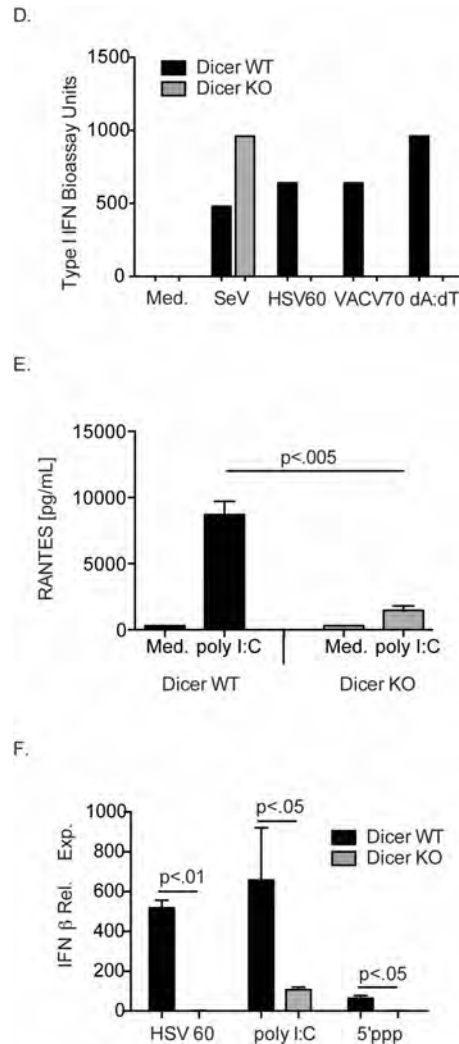 D.
1500
1000
500
0
Type I IFN Bioassay Units
Dicer WT
Dicer KO
Med. SeV HSV60 VACV70 dA:dT
E.
15000
10000
5000
0
RANTES [pg/mL]
p<.005
Med. poly I:C Med. poly I:C
Dicer WT Dicer KO
F.
1000
800
600
400
200
0
IFN β Rel. Exp.
p<.01
p<.05
p<.05
Dicer WT
Dicer KO
HSV 60 poly I:C 5'ppp